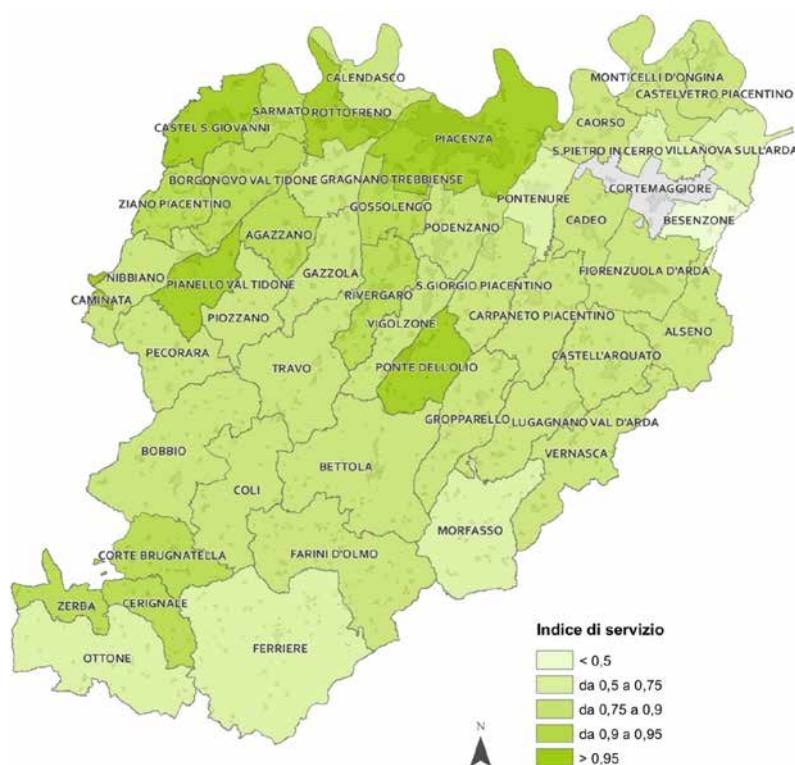 CALENDASCO
MONTICELLI D'ONGINA
CASTELVETRO PIACENTINO
SARMATO
ROTTOFRENO
CAORSO
CASTEL S.GIOVANNI
PIACENZA
S.PIETRO IN CERRO
VILLANOVA SULL'ARDA
BORGONOVO VAL TIDONE
GRAGNANO TREBBIENSE
CORTEMAGGIORE
ZIANO PIACENTINO
GOSSOLENGO
PONTENURE
CADEO
BESENZONE
AGAZZANO
PODENZANO
NIBBIANO
GAZZOLA
FIORENZUOLA D'ARDA
PIANELLO VAL TIDONE
S.GIORGIO PIACENTINO
CAMINATA
RIVERGARO
PIOZZANO
VIGOLZONE
CARPANETO PIACENTINO
ALSENO
PECORARA
TRAVO
PONTE DELL'OLIO
CASTELL'ARQUATO
GROPPARELLO
LUGAGNANO VAL D'ARDA
BOBBIO
BETTOLA
VERNASCA
COLI
MORFASSO
CORTE BRUGNATELLA
FARINI D'OLMO
ZERBA
CERIGNALE
OTTONE
FERRIERE
Indice di servizio
< 0,5
da 0,5 a 0,75
da 0,75 a 0,9
da 0,9 a 0,95
> 0.95
N